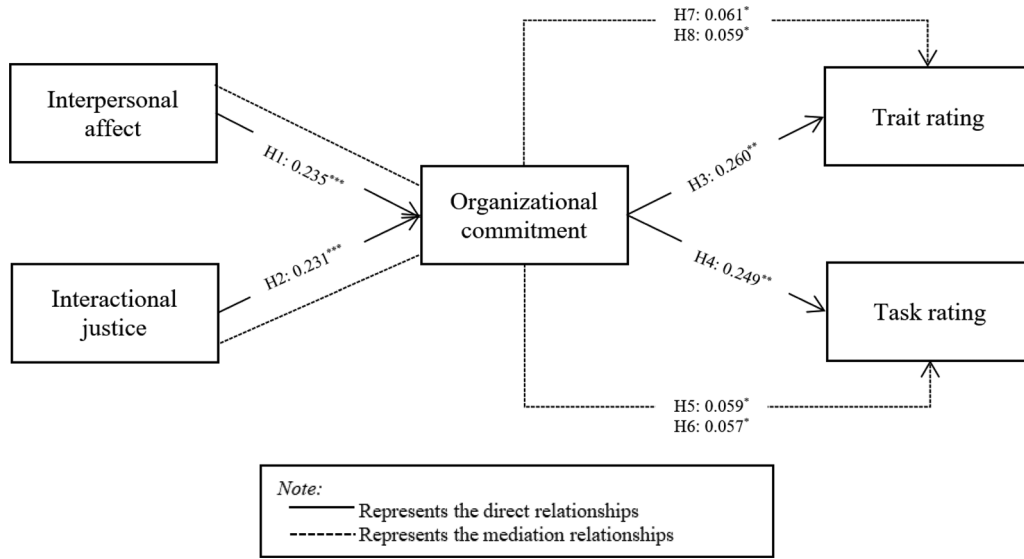 H7: 0.061*
H8: 0.059*
Interpersonal
affect
Trait rating
H1: 0.235***
H3: 0.260**
Organizational
commitment
H2: 0.231***
H4: 0.249**
Interactional
justice
Task rating
H5: 0.059*
H6: 0.057*
Note:
Represents the direct relationships
Represents the mediation relationships